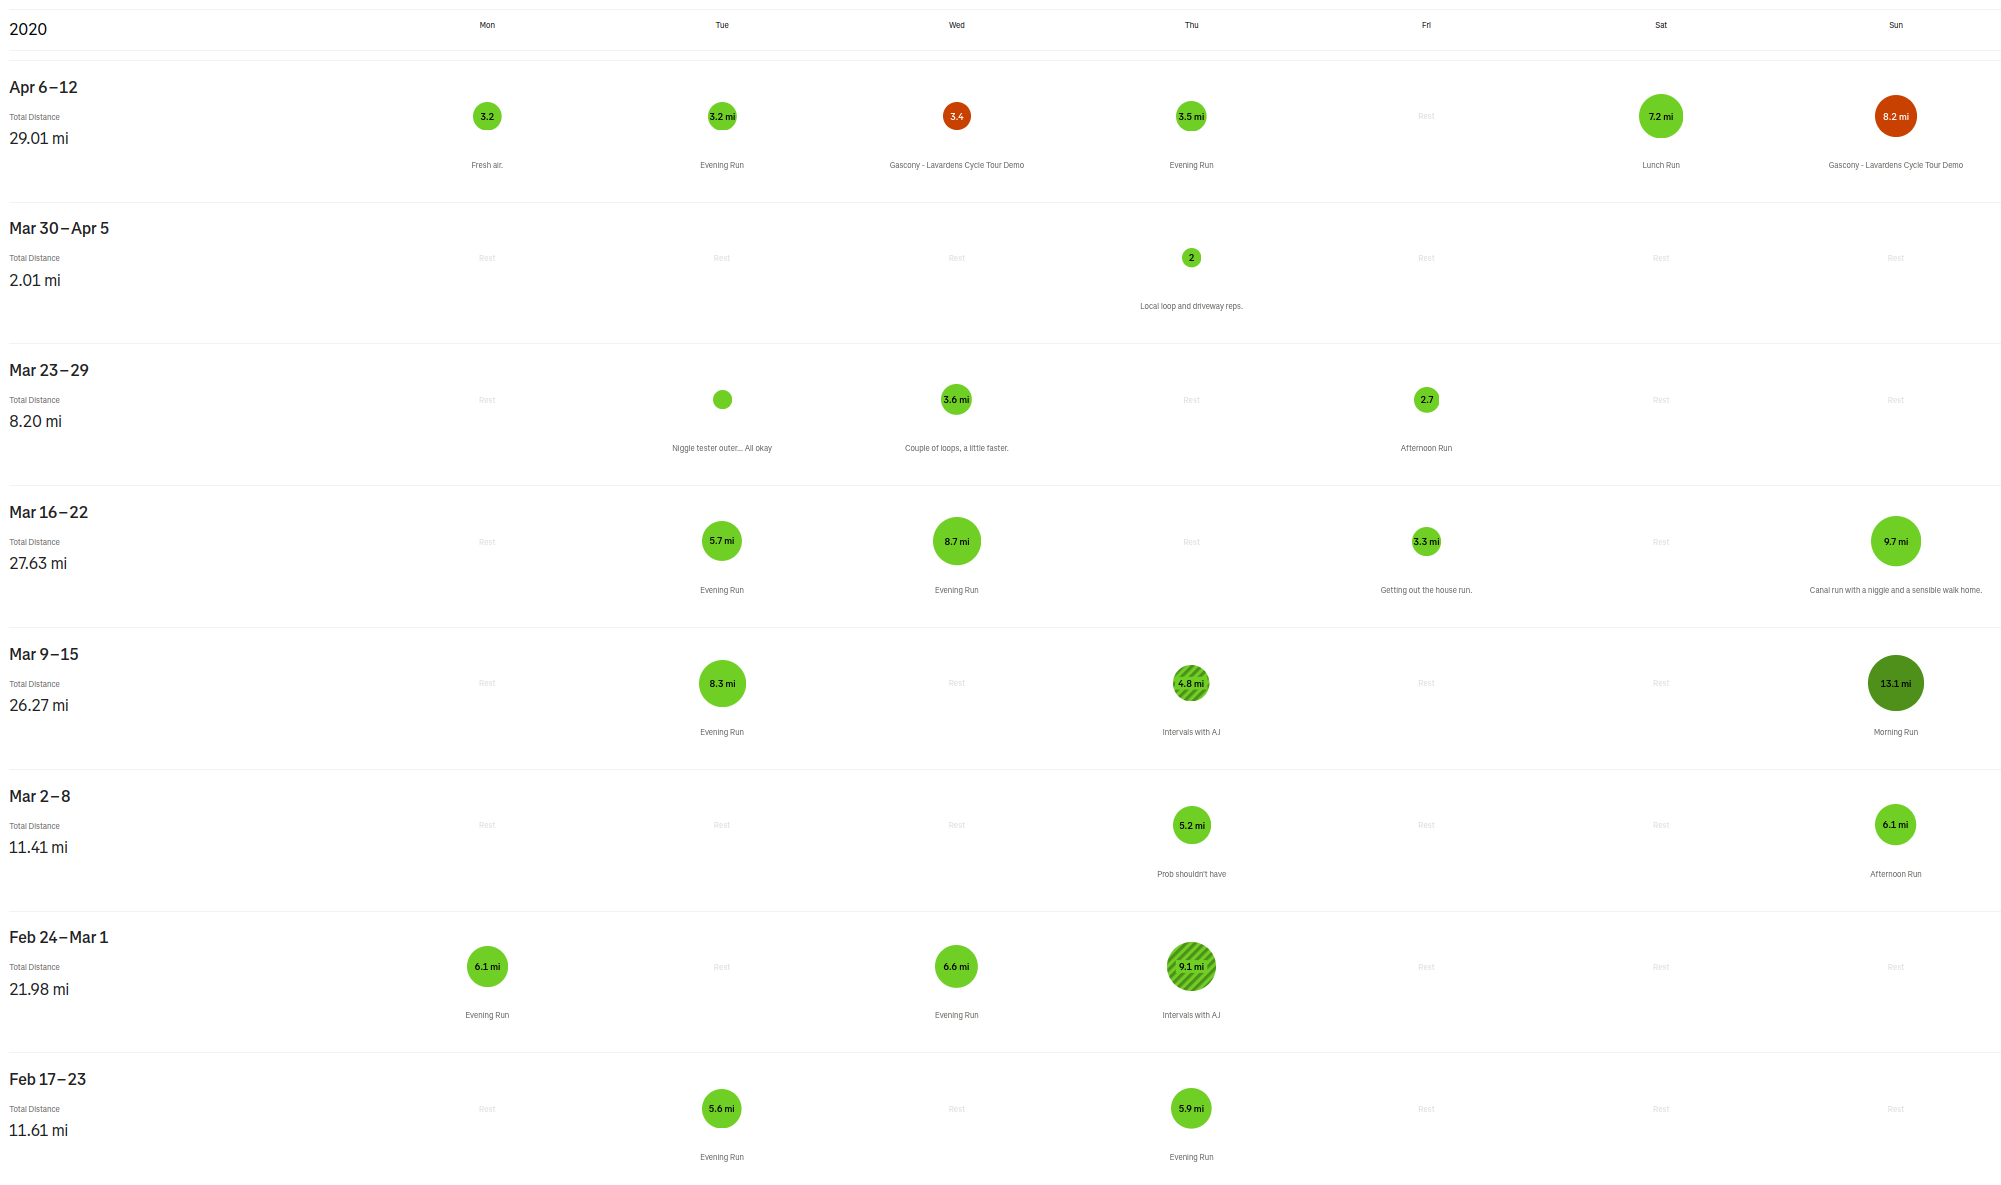 2020 Mon Tue Wed Thu Fri Sat Sun
Apr 6–12
Total Distance
29.01 mi
3.2 3.2 mi 3.4 3.5 mi Rest 7.2 mi 8.2 mi
Fresh air. Evening Run Gascony - Lavardens Cycle Tour Demo Evening Run Lunch Run Gascony - Lavardens Cycle Tour Demo
Mar 30–Apr 5
Total Distance
2.01 mi
Rest Rest Rest 2 Rest Rest Rest
Local loop and driveway reps.
Mar 23–29
Total Distance
8.20 mi
Rest 3.6 mi Rest 2.7 Rest Rest
Niggle tester outer... All okay Couple of loops, a little faster. Afternoon Run
Mar 16–22
Total Distance
27.63 mi
Rest 5.7 mi 8.7 mi Rest 3.3 mi Rest 9.7 mi
Evening Run Evening Run Getting out the house run. Canal run with a niggle and a sensible walk home.
Mar 9–15
Total Distance
26.27 mi
Rest 8.3 mi Rest 4.8 mi Rest Rest 13.1 mi
Evening Run Intervals with AJ Morning Run
Mar 2–8
Total Distance
11.41 mi
Rest Rest Rest 5.2 mi Rest Rest 6.1 mi
Prob shouldn't have Afternoon Run
Feb 24–Mar 1
Total Distance
21.98 mi
6.1 mi Rest 6.6 mi 9.1 mi Rest Rest Rest
Evening Run Evening Run Intervals with AJ
Feb 17–23
Total Distance
11.61 mi
Rest 5.6 mi Rest 5.9 mi Rest Rest Rest
Evening Run Evening Run